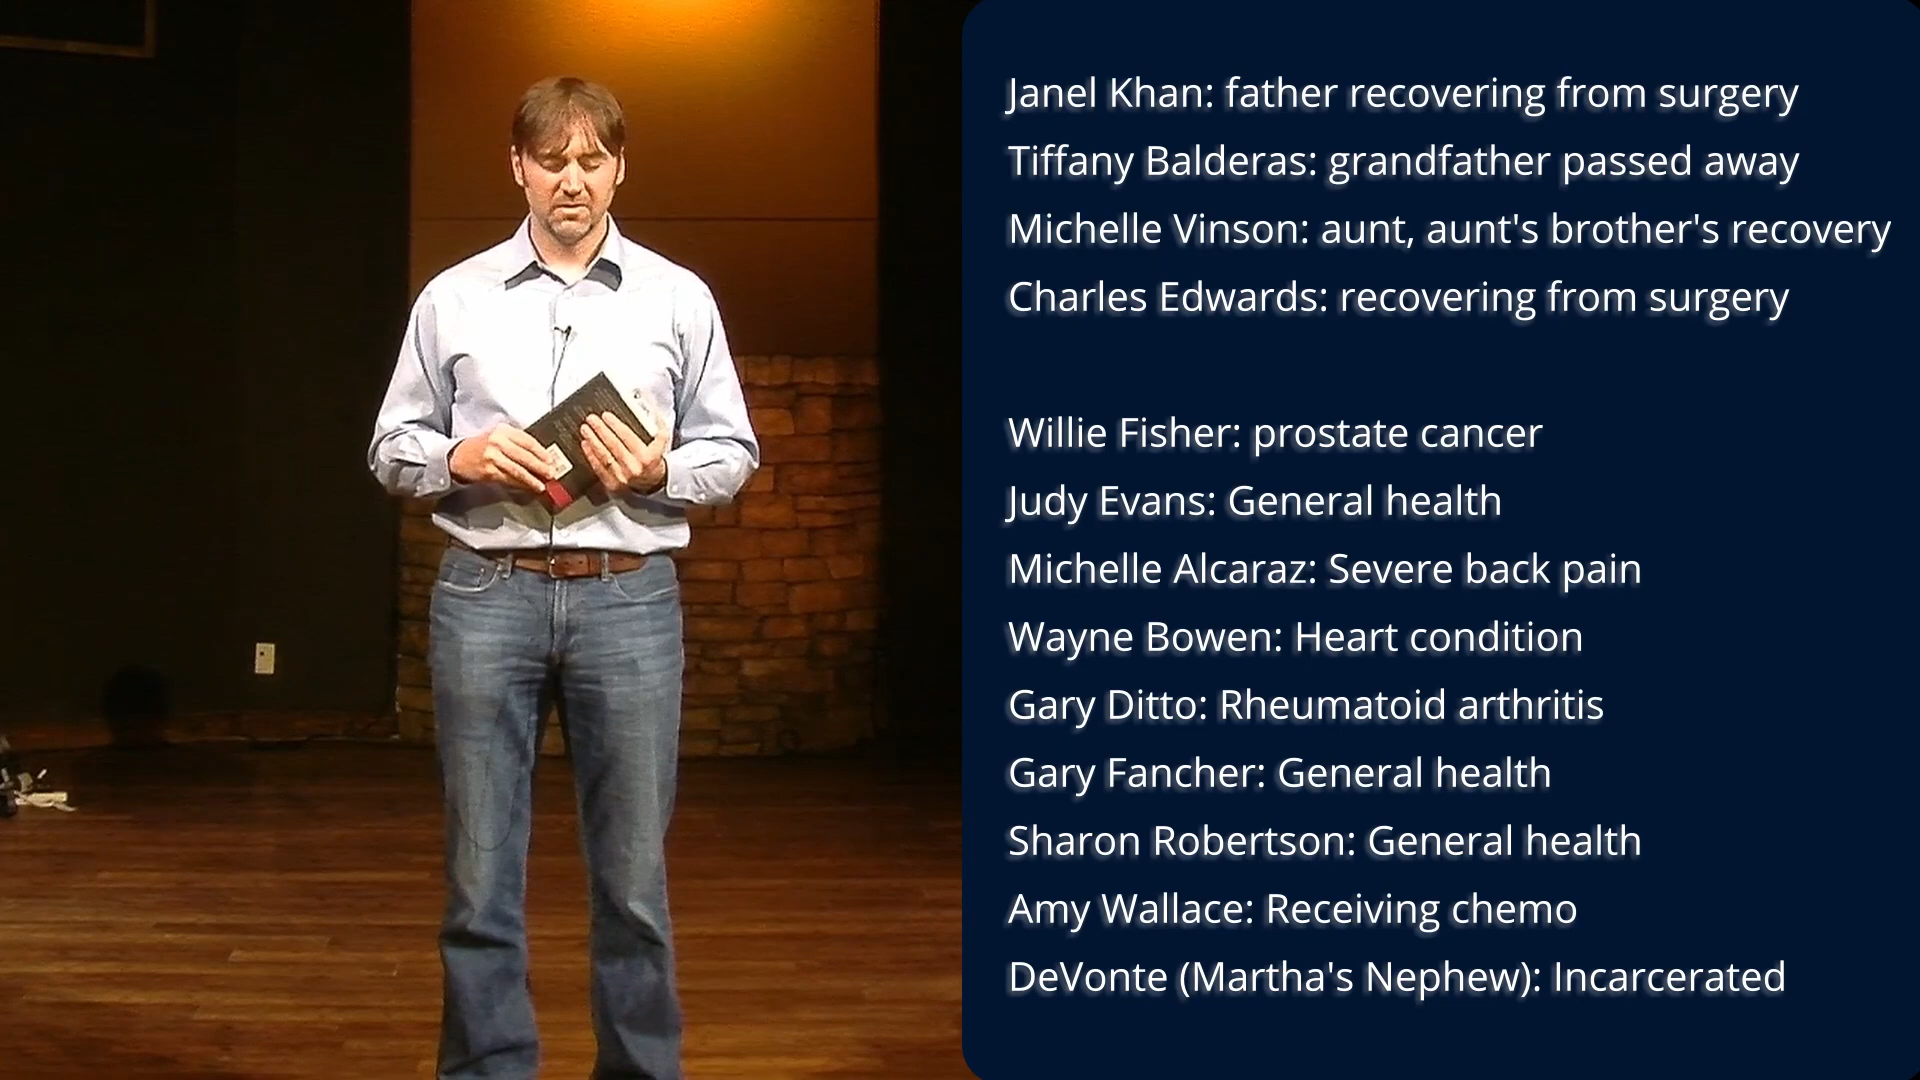 Janel Khan: father recovering from surgery
Tiffany Balderas: grandfather passed away
Michelle Vinson: aunt, aunt's brother's recovery
Charles Edwards: recovering from surgery
Willie Fisher: prostate cancer
Judy Evans: General health
Michelle Alcaraz: Severe back pain
Wayne Bowen: Heart condition
Gary Ditto: Rheumatoid arthritis
Gary Fancher: General health
Sharon Robertson: General health
Amy Wallace: Receiving chemo
DeVonte (Martha's Nephew): Incarcerated